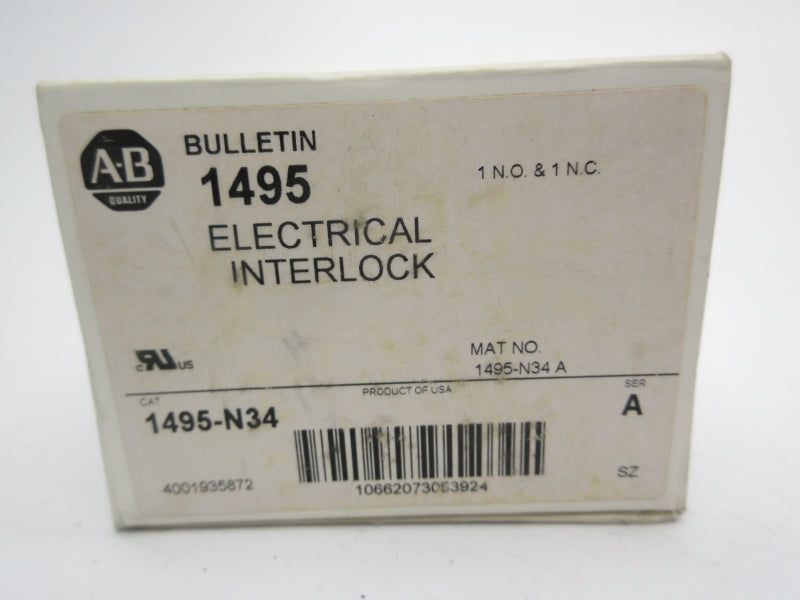 A-B
QUALITY
BULLETIN
1495
ELECTRICAL
INTERLOCK
1 N.O. & 1 N.C.
c RU US
MAT NO.
1495-N34 A
PRODUCT OF USA
CAT
1495-N34
SER
A
4001935872
10662073053924
SZ